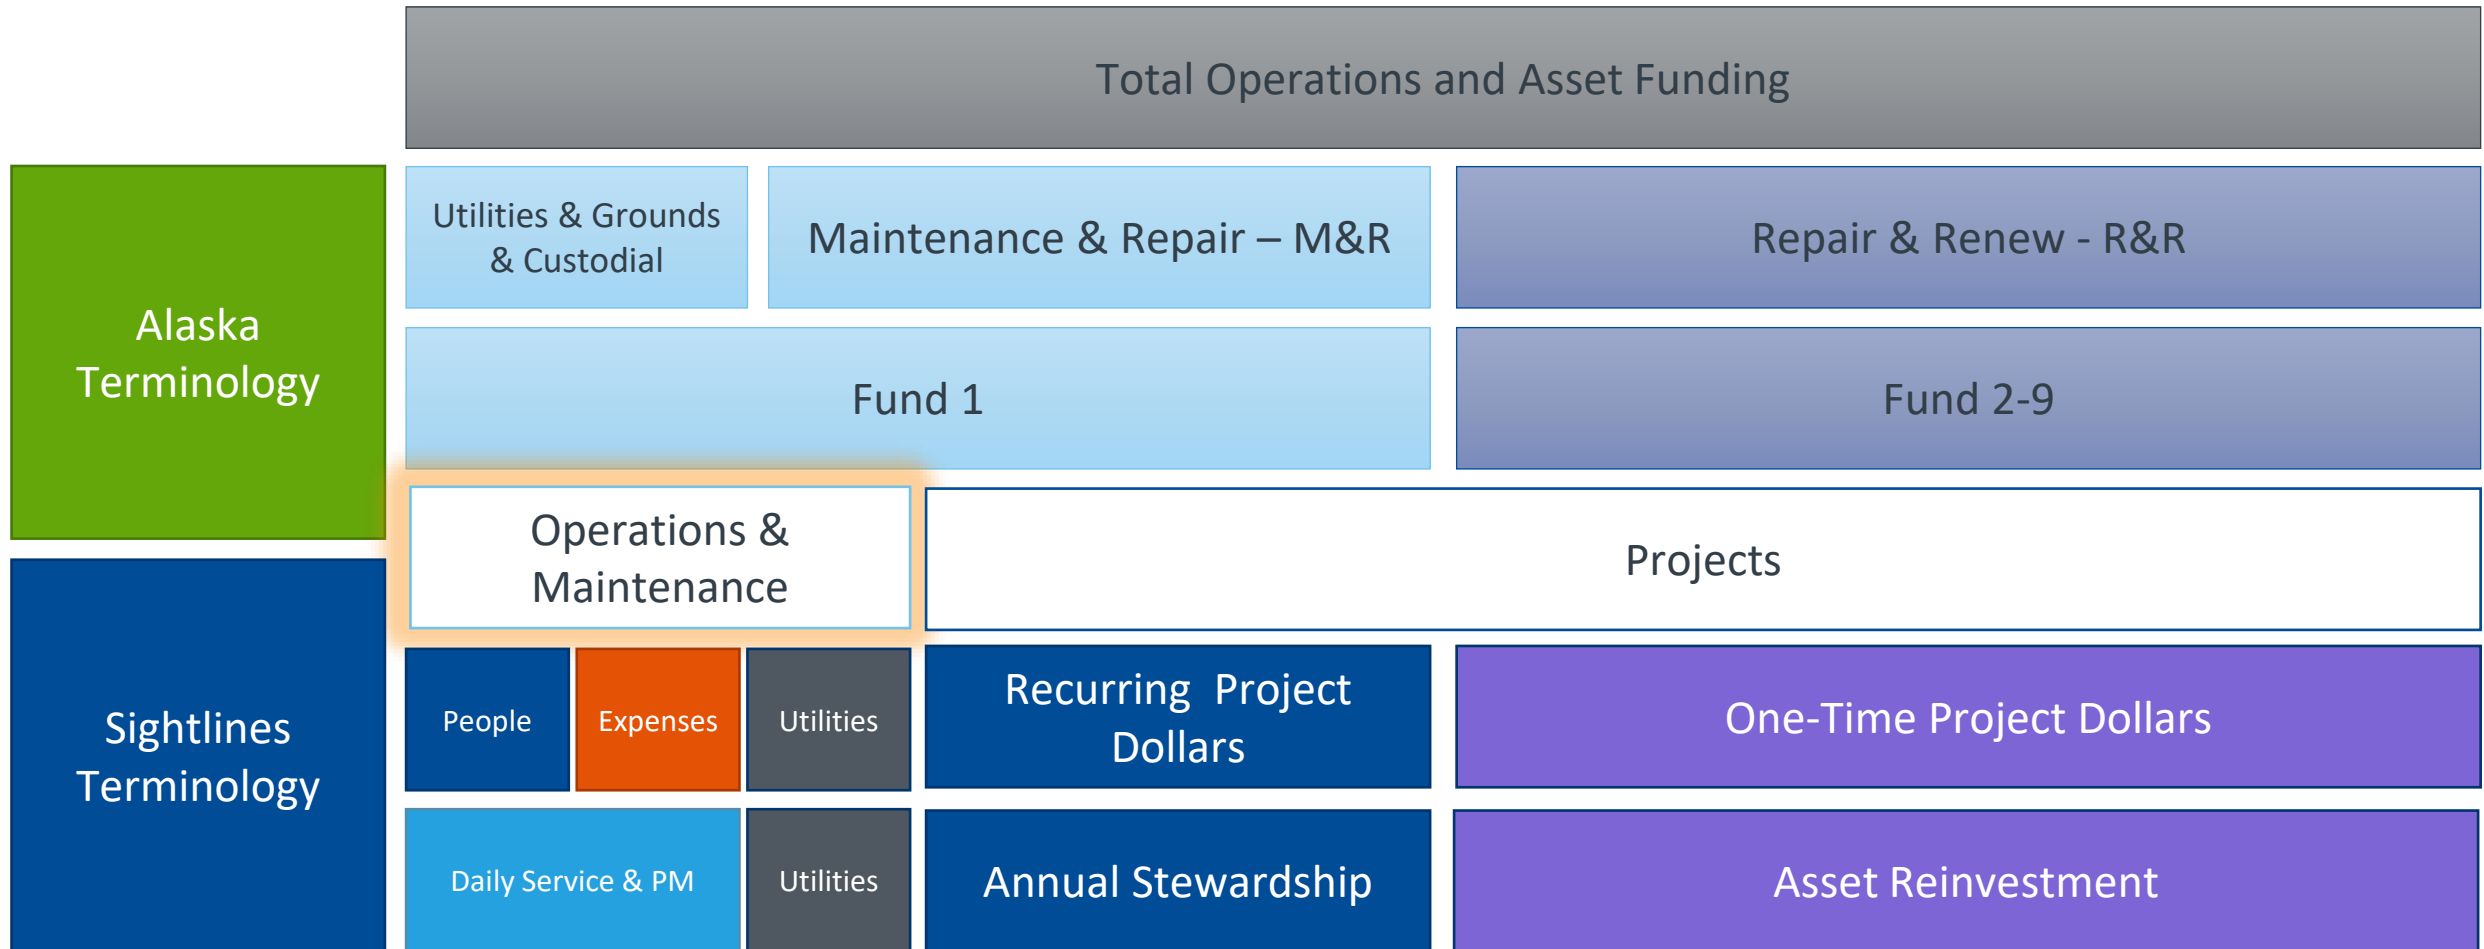 Total Operations and Asset Funding
Alaska
Terminology
Utilities & Grounds
& Custodial
Maintenance & Repair – M&R
Repair & Renew - R&R
Fund 1
Fund 2-9
Operations &
Maintenance
Projects
Sightlines
Terminology
People
Expenses
Utilities
Recurring  Project
Dollars
One-Time Project Dollars
Daily Service & PM
Utilities
Annual Stewardship
Asset Reinvestment